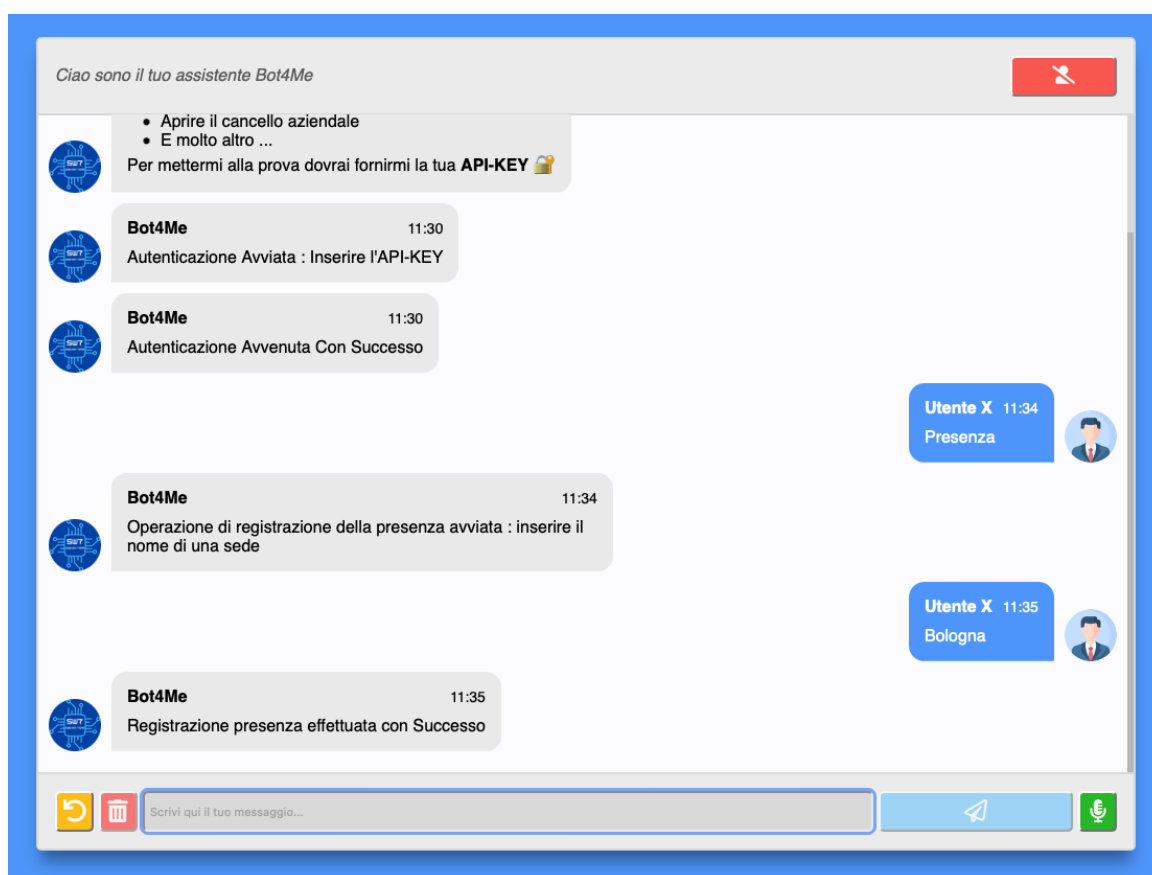 Ciao sono il tuo assistente Bot4Me
• Aprire il cancello aziendale
• E molto altro ...
Per mettermi alla prova dovrai fornirmi la tua API-KEY 🔐
Bot4Me 11:30
Autenticazione Avviata : Inserire l'API-KEY
Bot4Me 11:30
Autenticazione Avvenuta Con Successo
Utente X 11:34
Presenza
Bot4Me 11:34
Operazione di registrazione della presenza avviata : inserire il
nome di una sede
Utente X 11:35
Bologna
Bot4Me 11:35
Registrazione presenza effettuata con Successo
Scrivi qui il tuo messaggio...